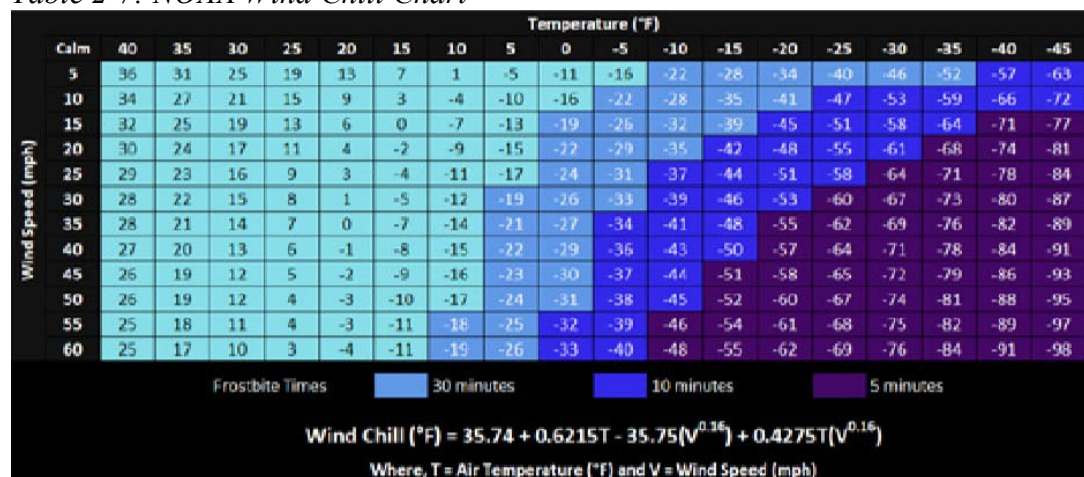 Table 2-7: NOAA Wind Chill Chart
Temperature (°F)
Calm 40 35 30 25 20 15 10 5 0 -5 -10 -15 -20 -25 -30 -35 -40 -45
5 36 31 25 19 13 7 1 -5 -11 -16 -22 -28 -34 -40 -46 -52 -57 -63
10 34 27 21 15 9 3 -4 -10 -16 -22 -28 -35 -41 -47 -53 -59 -66 -72
15 32 25 19 13 6 0 -7 -13 -19 -26 -32 -39 -45 -51 -58 -64 -71 -77
20 30 24 17 11 4 -2 -9 -15 -22 -29 -35 -42 -48 -55 -61 -68 -74 -81
25 29 23 16 9 3 -4 -11 -17 -24 -31 -37 -44 -51 -58 -64 -71 -78 -84
30 28 22 15 8 1 -5 -12 -19 -26 -33 -39 -46 -53 -60 -67 -73 -80 -87
35 28 21 14 7 0 -7 -14 -21 -27 -34 -41 -48 -55 -62 -69 -76 -82 -89
40 27 20 13 6 -1 -8 -15 -22 -29 -36 -43 -50 -57 -64 -71 -78 -84 -91
45 26 19 12 5 -2 -9 -16 -23 -30 -37 -44 -51 -58 -65 -72 -79 -86 -93
50 26 19 12 4 -3 -10 -17 -24 -31 -38 -45 -52 -60 -67 -74 -81 -88 -95
55 25 18 11 4 -3 -11 -18 -25 -32 -39 -46 -54 -61 -68 -75 -82 -89 -97
60 25 17 10 3 -4 -11 -19 -26 -33 -40 -48 -55 -62 -69 -76 -84 -91 -98
Wind Speed (mph)
Frostbite Times 30 minutes 10 minutes 5 minutes
Wind Chill (°F) = 35.74 + 0.6215T - 35.75(V^0.16) + 0.4275T(V^0.16)
Where, T = Air Temperature (°F) and V = Wind Speed (mph)